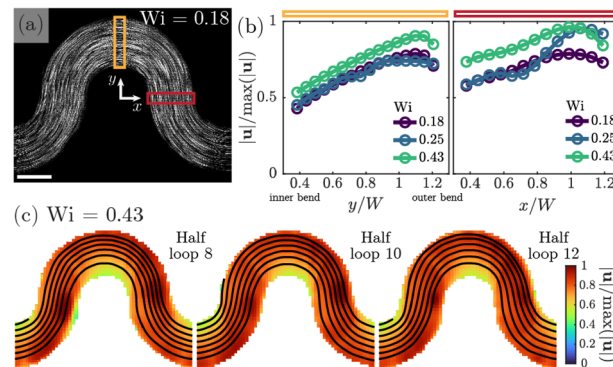 (a)
Wi = 0.18
y
x
(b)
|u|/max(|u|)
1
0.5
0
Wi
0.18
0.25
0.43
0.4 0.6 0.8 1 1.2
inner bend
y/W
outer bend
Wi
0.18
0.25
0.43
0.4 0.6 0.8 1 1.2
x/W
(c) Wi = 0.43
Half
loop 8
Half
loop 10
Half
loop 12
1
0.8
0.6
0.4
0.2
0
|u|/max(|u|)